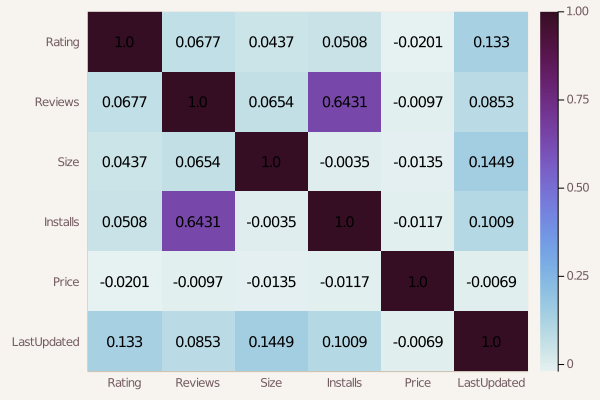 Rating 1.0 0.0677 0.0437 0.0508 -0.0201 0.133
Reviews 0.0677 1.0 0.0654 0.6431 -0.0097 0.0853
Size 0.0437 0.0654 1.0 -0.0035 -0.0135 0.1449
Installs 0.0508 0.6431 -0.0035 1.0 -0.0117 0.1009
Price -0.0201 -0.0097 -0.0135 -0.0117 1.0 -0.0069
LastUpdated 0.133 0.0853 0.1449 0.1009 -0.0069 1.0
Rating Reviews Size Installs Price LastUpdated
1.00
0.75
0.50
0.25
0